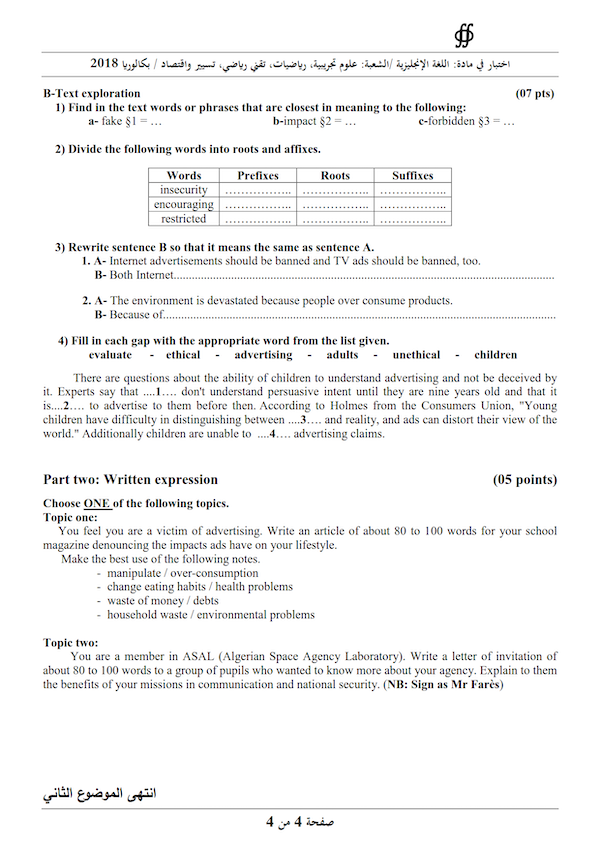 اختبار في مادة: اللغة الإنجليزية /الشعبة: علوم تجريبية، رياضيات، تقني رياضي، تسيير واقتصاد / بكالوريا 2018
B-Text exploration (07 pts)
1) Find in the text words or phrases that are closest in meaning to the following:
a- fake §1 = … b-impact §2 = … c-forbidden §3 = …
2) Divide the following words into roots and affixes.
Words Prefixes Roots Suffixes
insecurity …………….. …………….. ……………..
encouraging …………….. …………….. ……………..
restricted …………….. …………….. ……………..
3) Rewrite sentence B so that it means the same as sentence A.
1. A- Internet advertisements should be banned and TV ads should be banned, too.
B- Both Internet.....................................................................................................................
2. A- The environment is devastated because people over consume products.
B- Because of........................................................................................................................
4) Fill in each gap with the appropriate word from the list given.
evaluate - ethical - advertising - adults - unethical - children
There are questions about the ability of children to understand advertising and not be deceived by
it. Experts say that ....1…. don't understand persuasive intent until they are nine years old and that it
is....2…. to advertise to them before then. According to Holmes from the Consumers Union, "Young
children have difficulty in distinguishing between ....3…. and reality, and ads can distort their view of the
world." Additionally children are unable to ....4…. advertising claims.
Part two: Written expression (05 points)
Choose ONE of the following topics.
Topic one:
You feel you are a victim of advertising. Write an article of about 80 to 100 words for your school
magazine denouncing the impacts ads have on your lifestyle.
Make the best use of the following notes.
- manipulate / over-consumption
- change eating habits / health problems
- waste of money / debts
- household waste / environmental problems
Topic two:
You are a member in ASAL (Algerian Space Agency Laboratory). Write a letter of invitation of
about 80 to 100 words to a group of pupils who wanted to know more about your agency. Explain to them
the benefits of your missions in communication and national security. (NB: Sign as Mr Farès)
انتهى الموضوع الثاني
صفحة 4 من 4